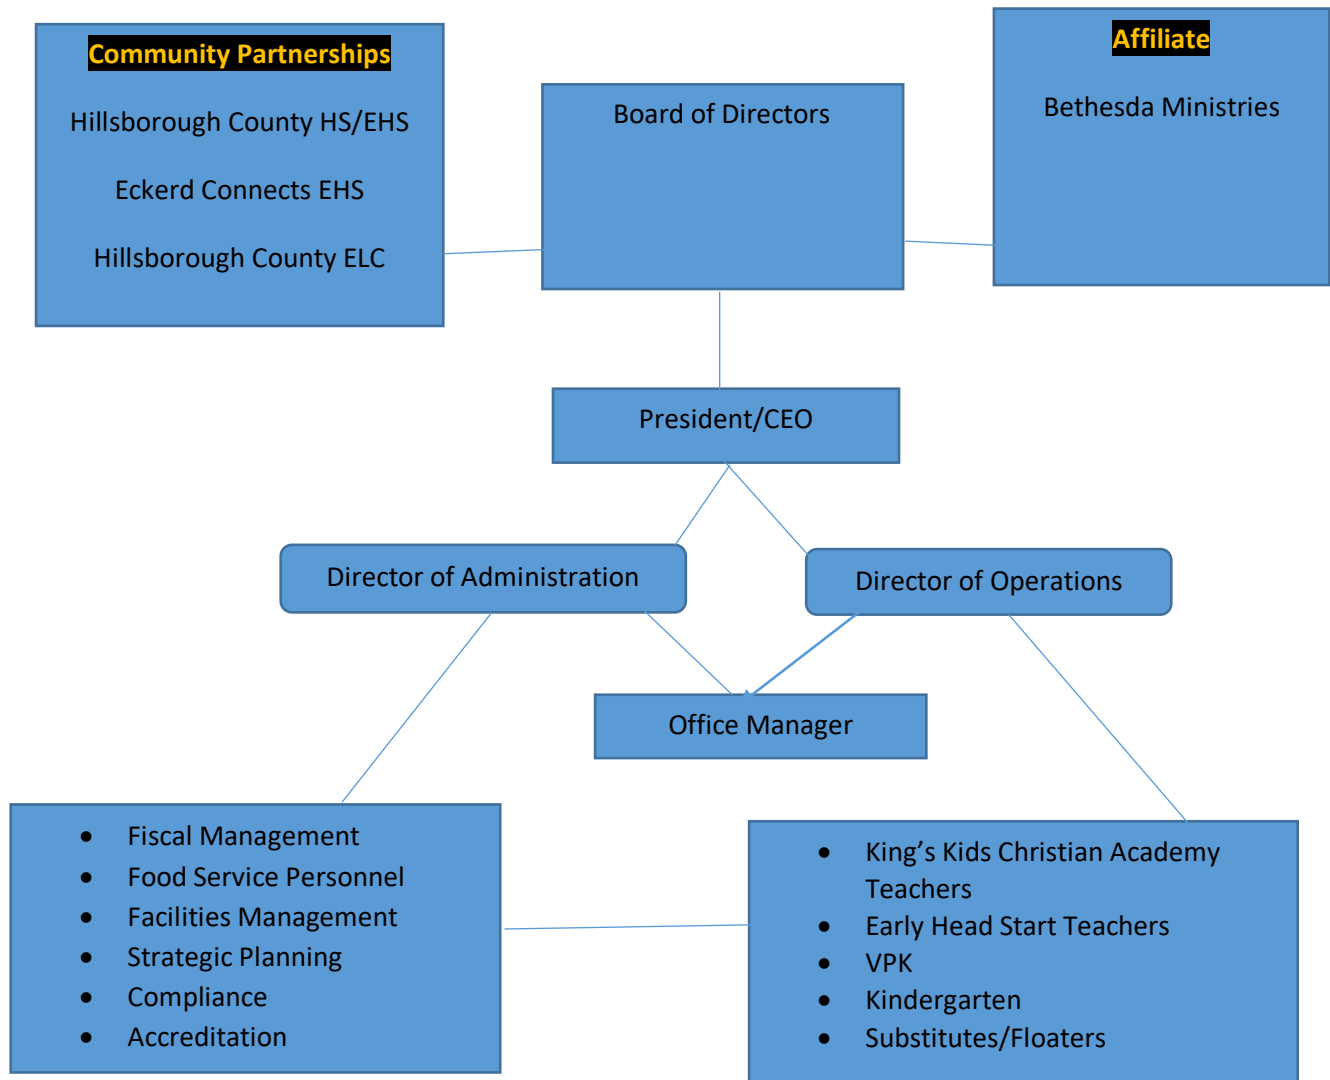 Community Partnerships
Hillsborough County HS/EHS
Eckerd Connects EHS
Hillsborough County ELC
Board of Directors
Affiliate
Bethesda Ministries
President/CEO
Director of Administration
Director of Operations
Office Manager
• Fiscal Management
• Food Service Personnel
• Facilities Management
• Strategic Planning
• Compliance
• Accreditation
• King’s Kids Christian Academy
Teachers
• Early Head Start Teachers
• VPK
• Kindergarten
• Substitutes/Floaters